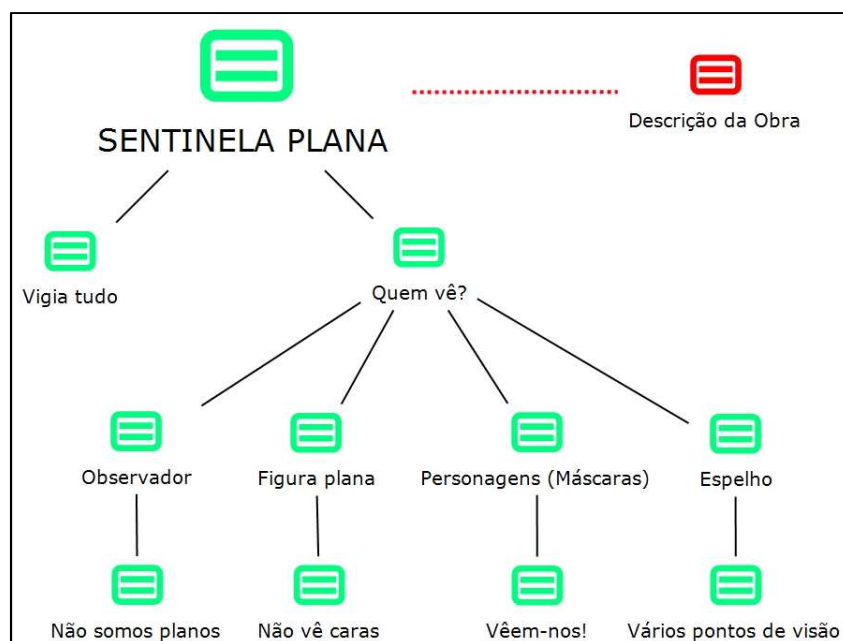 SENTINELA PLANA
Descrição da Obra
Vigia tudo
Quem vê?
Observador
Figura plana
Personagens (Máscaras)
Espelho
Não somos planos
Não vê caras
Vêem-nos!
Vários pontos de visão